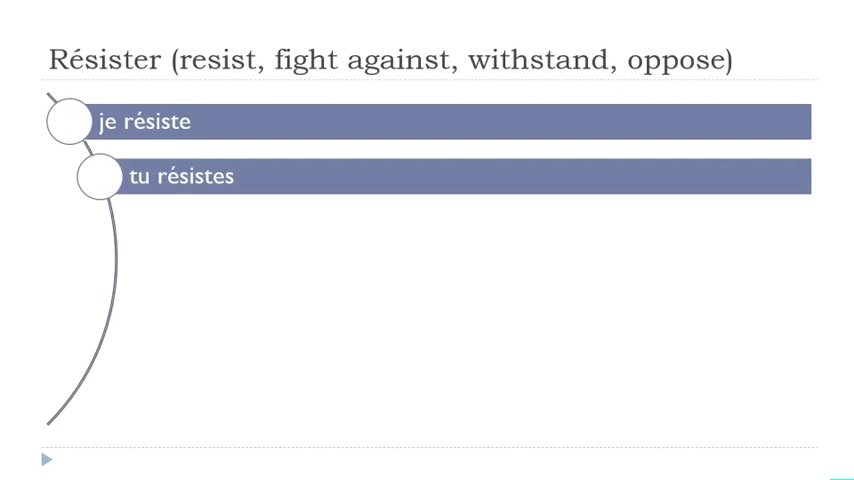 Résister (resist, fight against, withstand, oppose)
je résiste
tu résistes